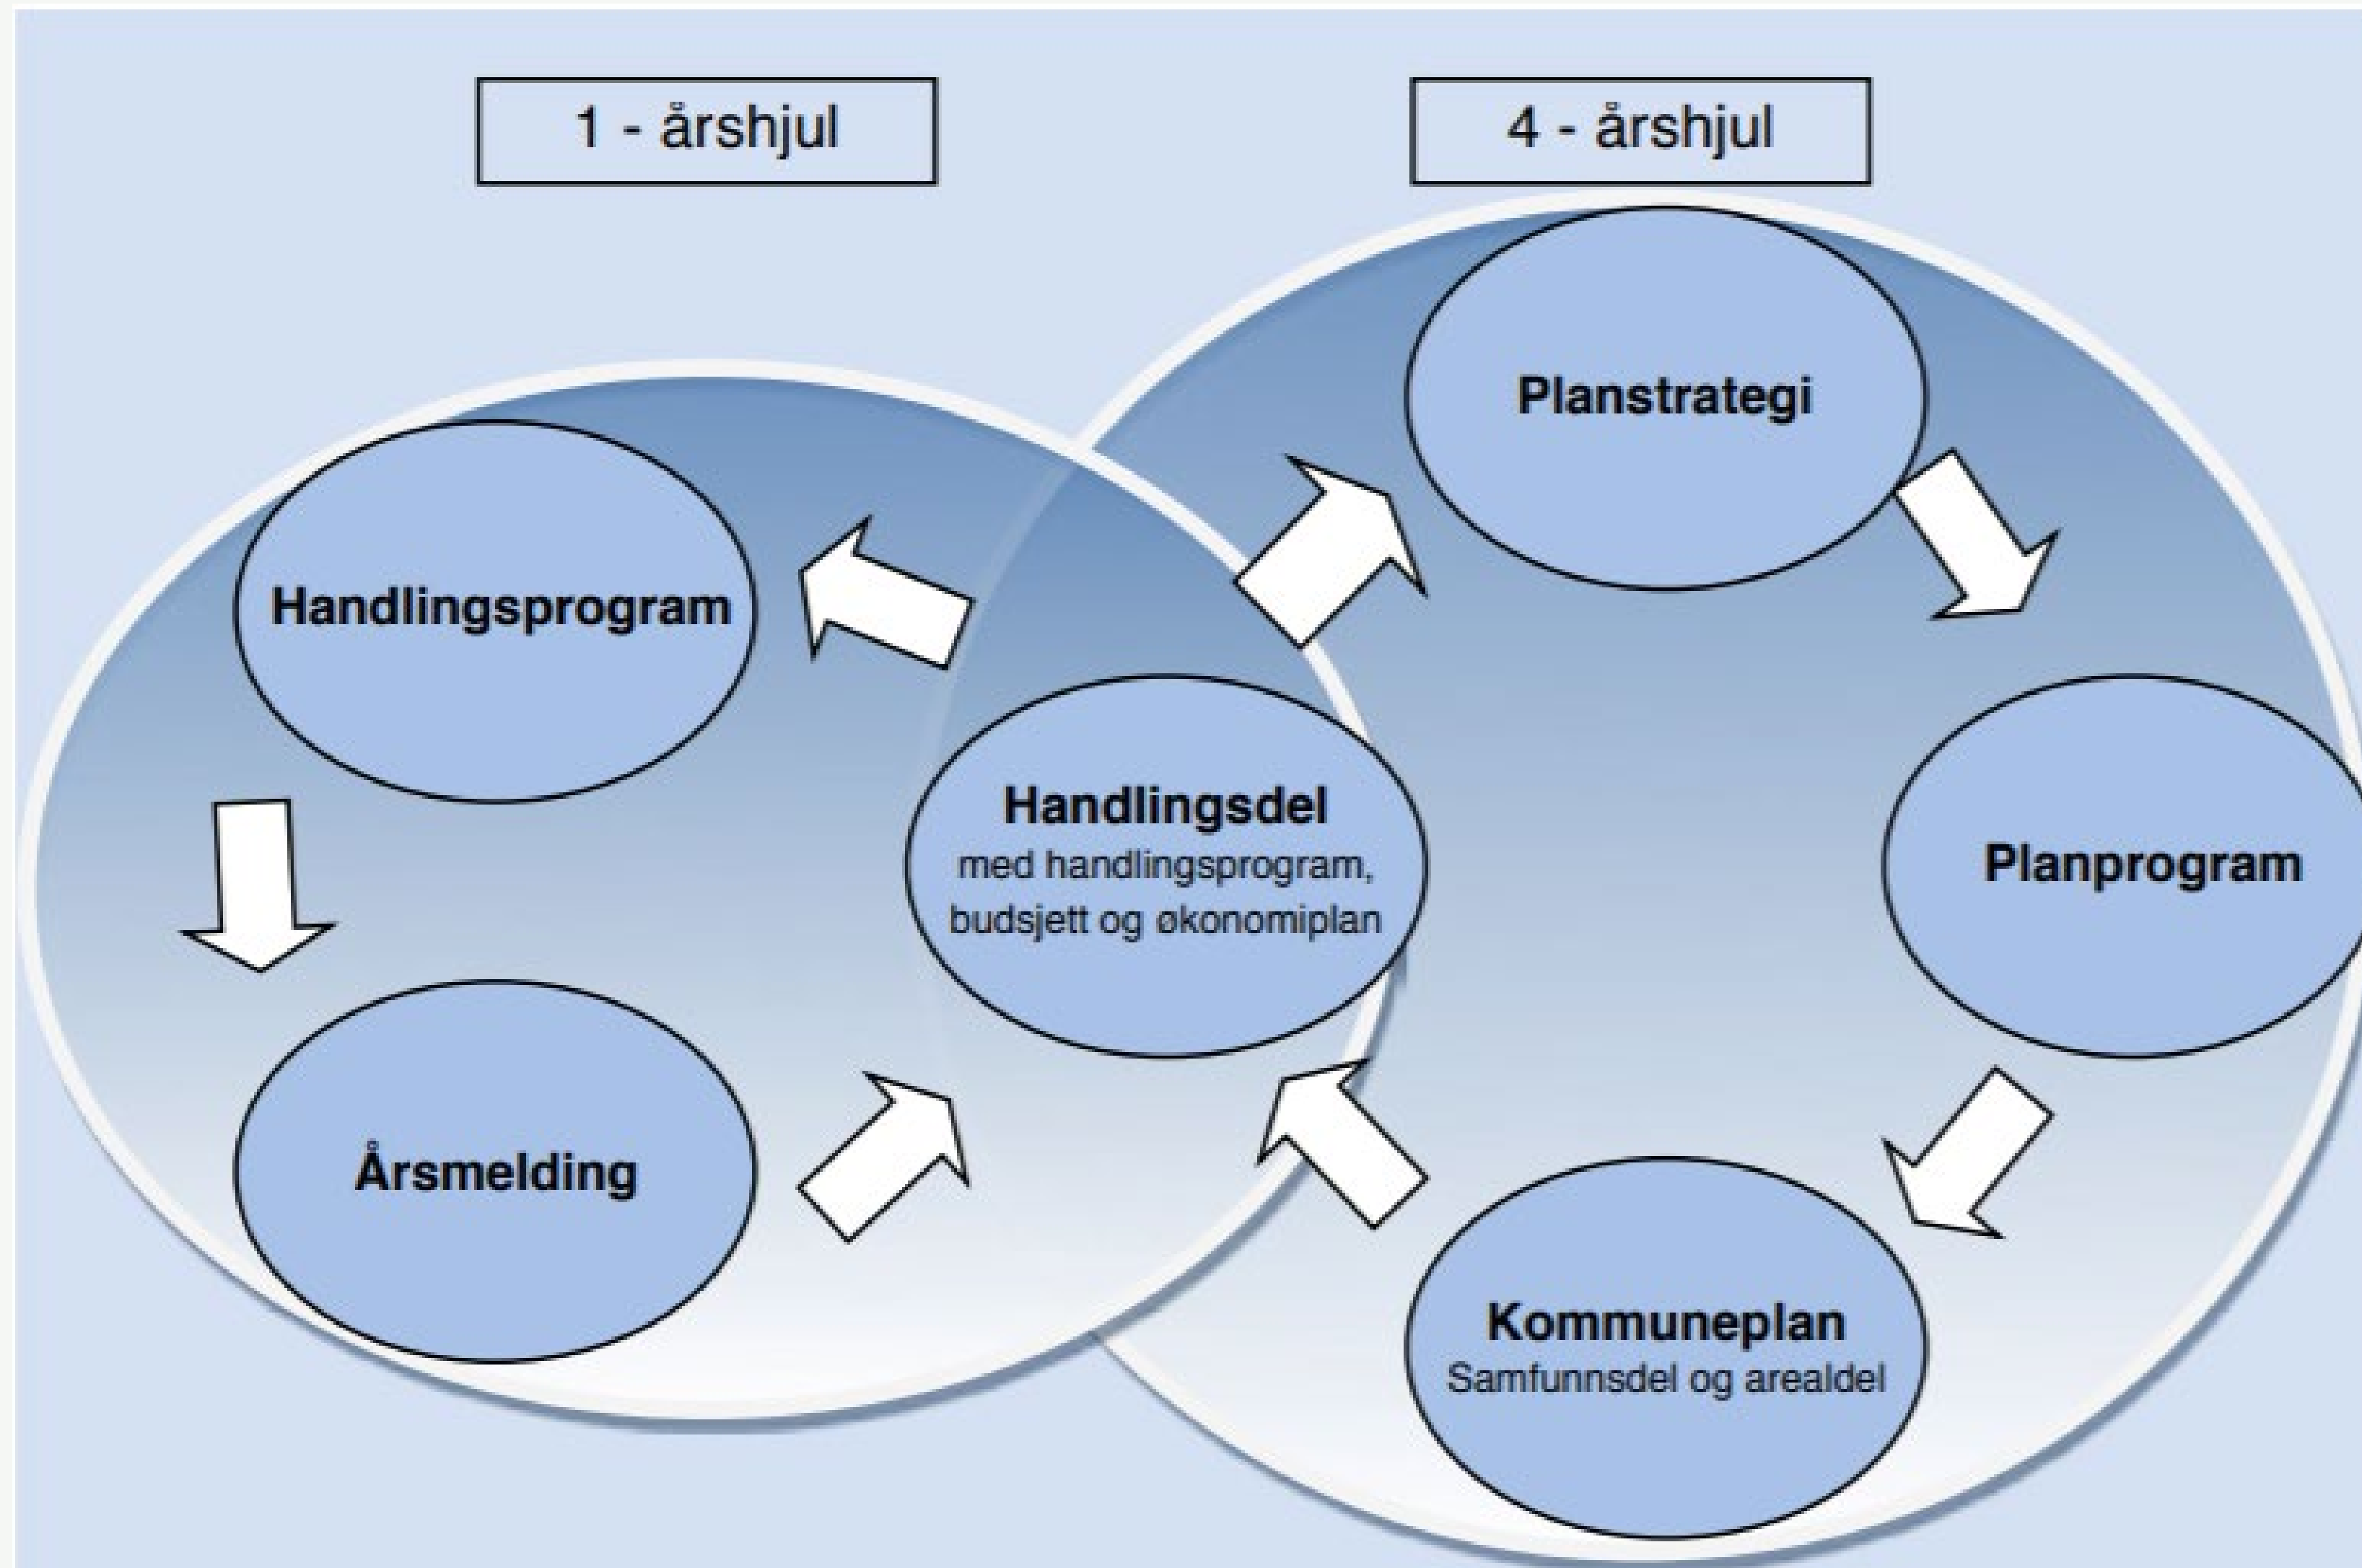 1 - årshjul
4 - årshjul
Planstrategi
Handlingsprogram
Handlingsdel
med handlingsprogram,
budsjett og økonomiplan
Planprogram
Årsmelding
Kommuneplan
Samfunnsdel og arealdel